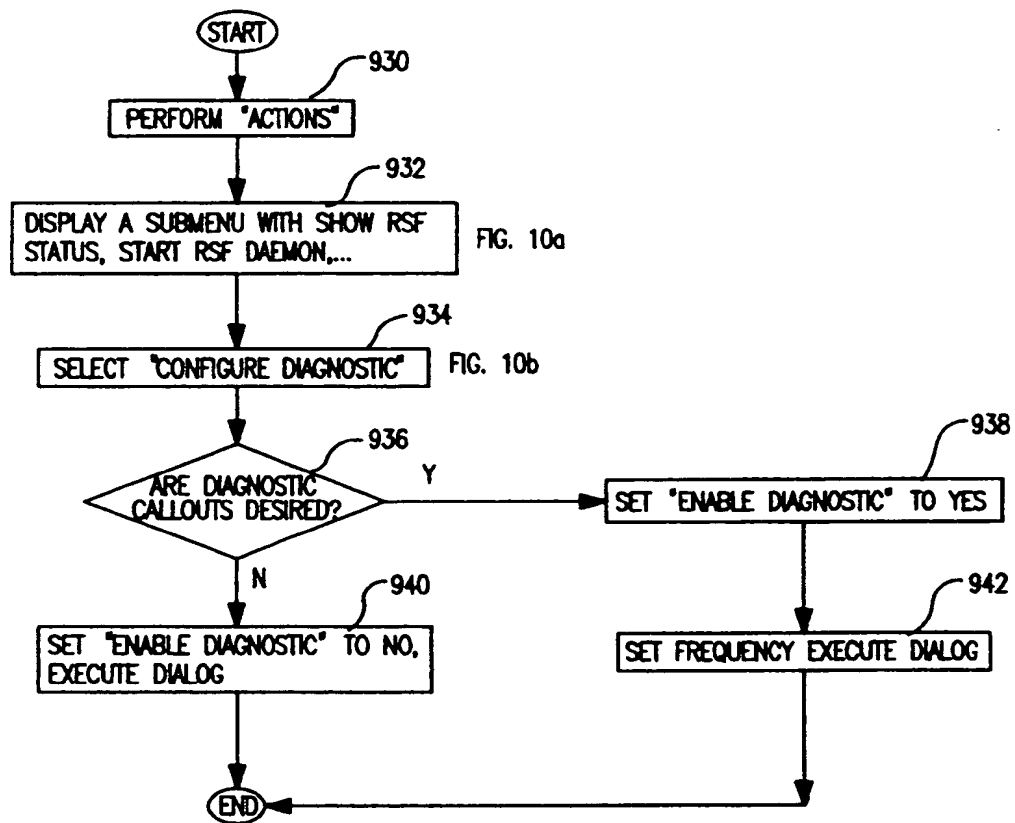 START
930
PERFORM "ACTIONS"
932
DISPLAY A SUBMENU WITH SHOW RSF
STATUS, START RSF DAEMON,...
FIG. 10a
934
SELECT "CONFIGURE DIAGNOSTIC"
FIG. 10b
936
ARE DIAGNOSTIC
CALLOUTS DESIRED?
Y
938
SET "ENABLE DIAGNOSTIC" TO YES
N
940
SET "ENABLE DIAGNOSTIC" TO NO,
EXECUTE DIALOG
942
SET FREQUENCY EXECUTE DIALOG
END